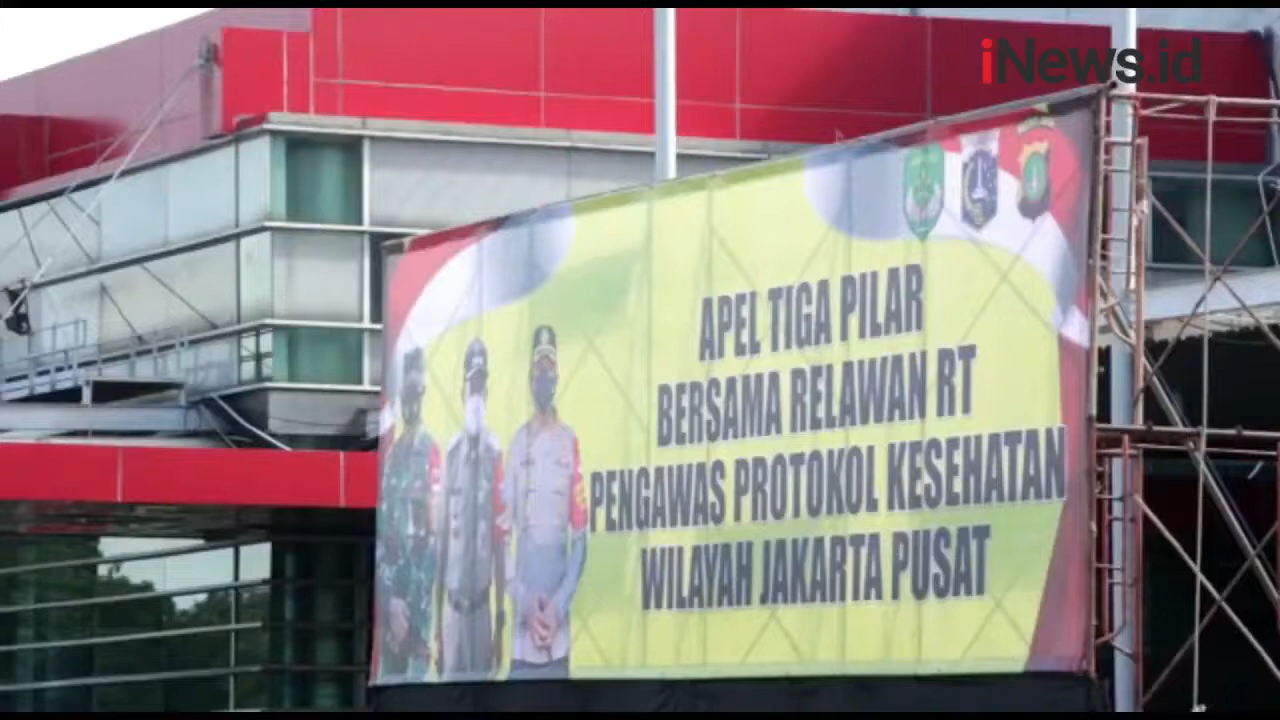 iNews.id
APEL TIGA PILAR
BERSAMA RELAWAN RT
PENGAWAS PROTOKOL KESEHATAN
WILAYAH JAKARTA PUSAT